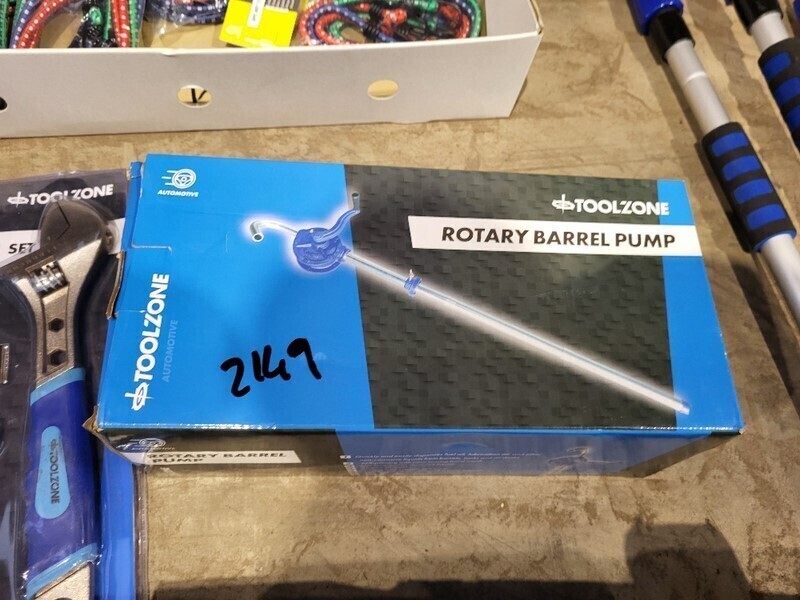 TOOLZONE
SET
AUTOMOTIVE
TOOLZONE
AUTOMOTIVE
TOOLZONE
ROTARY BARREL PUMP
2149
ROTARY BARREL
PUMP
TOOLZONE